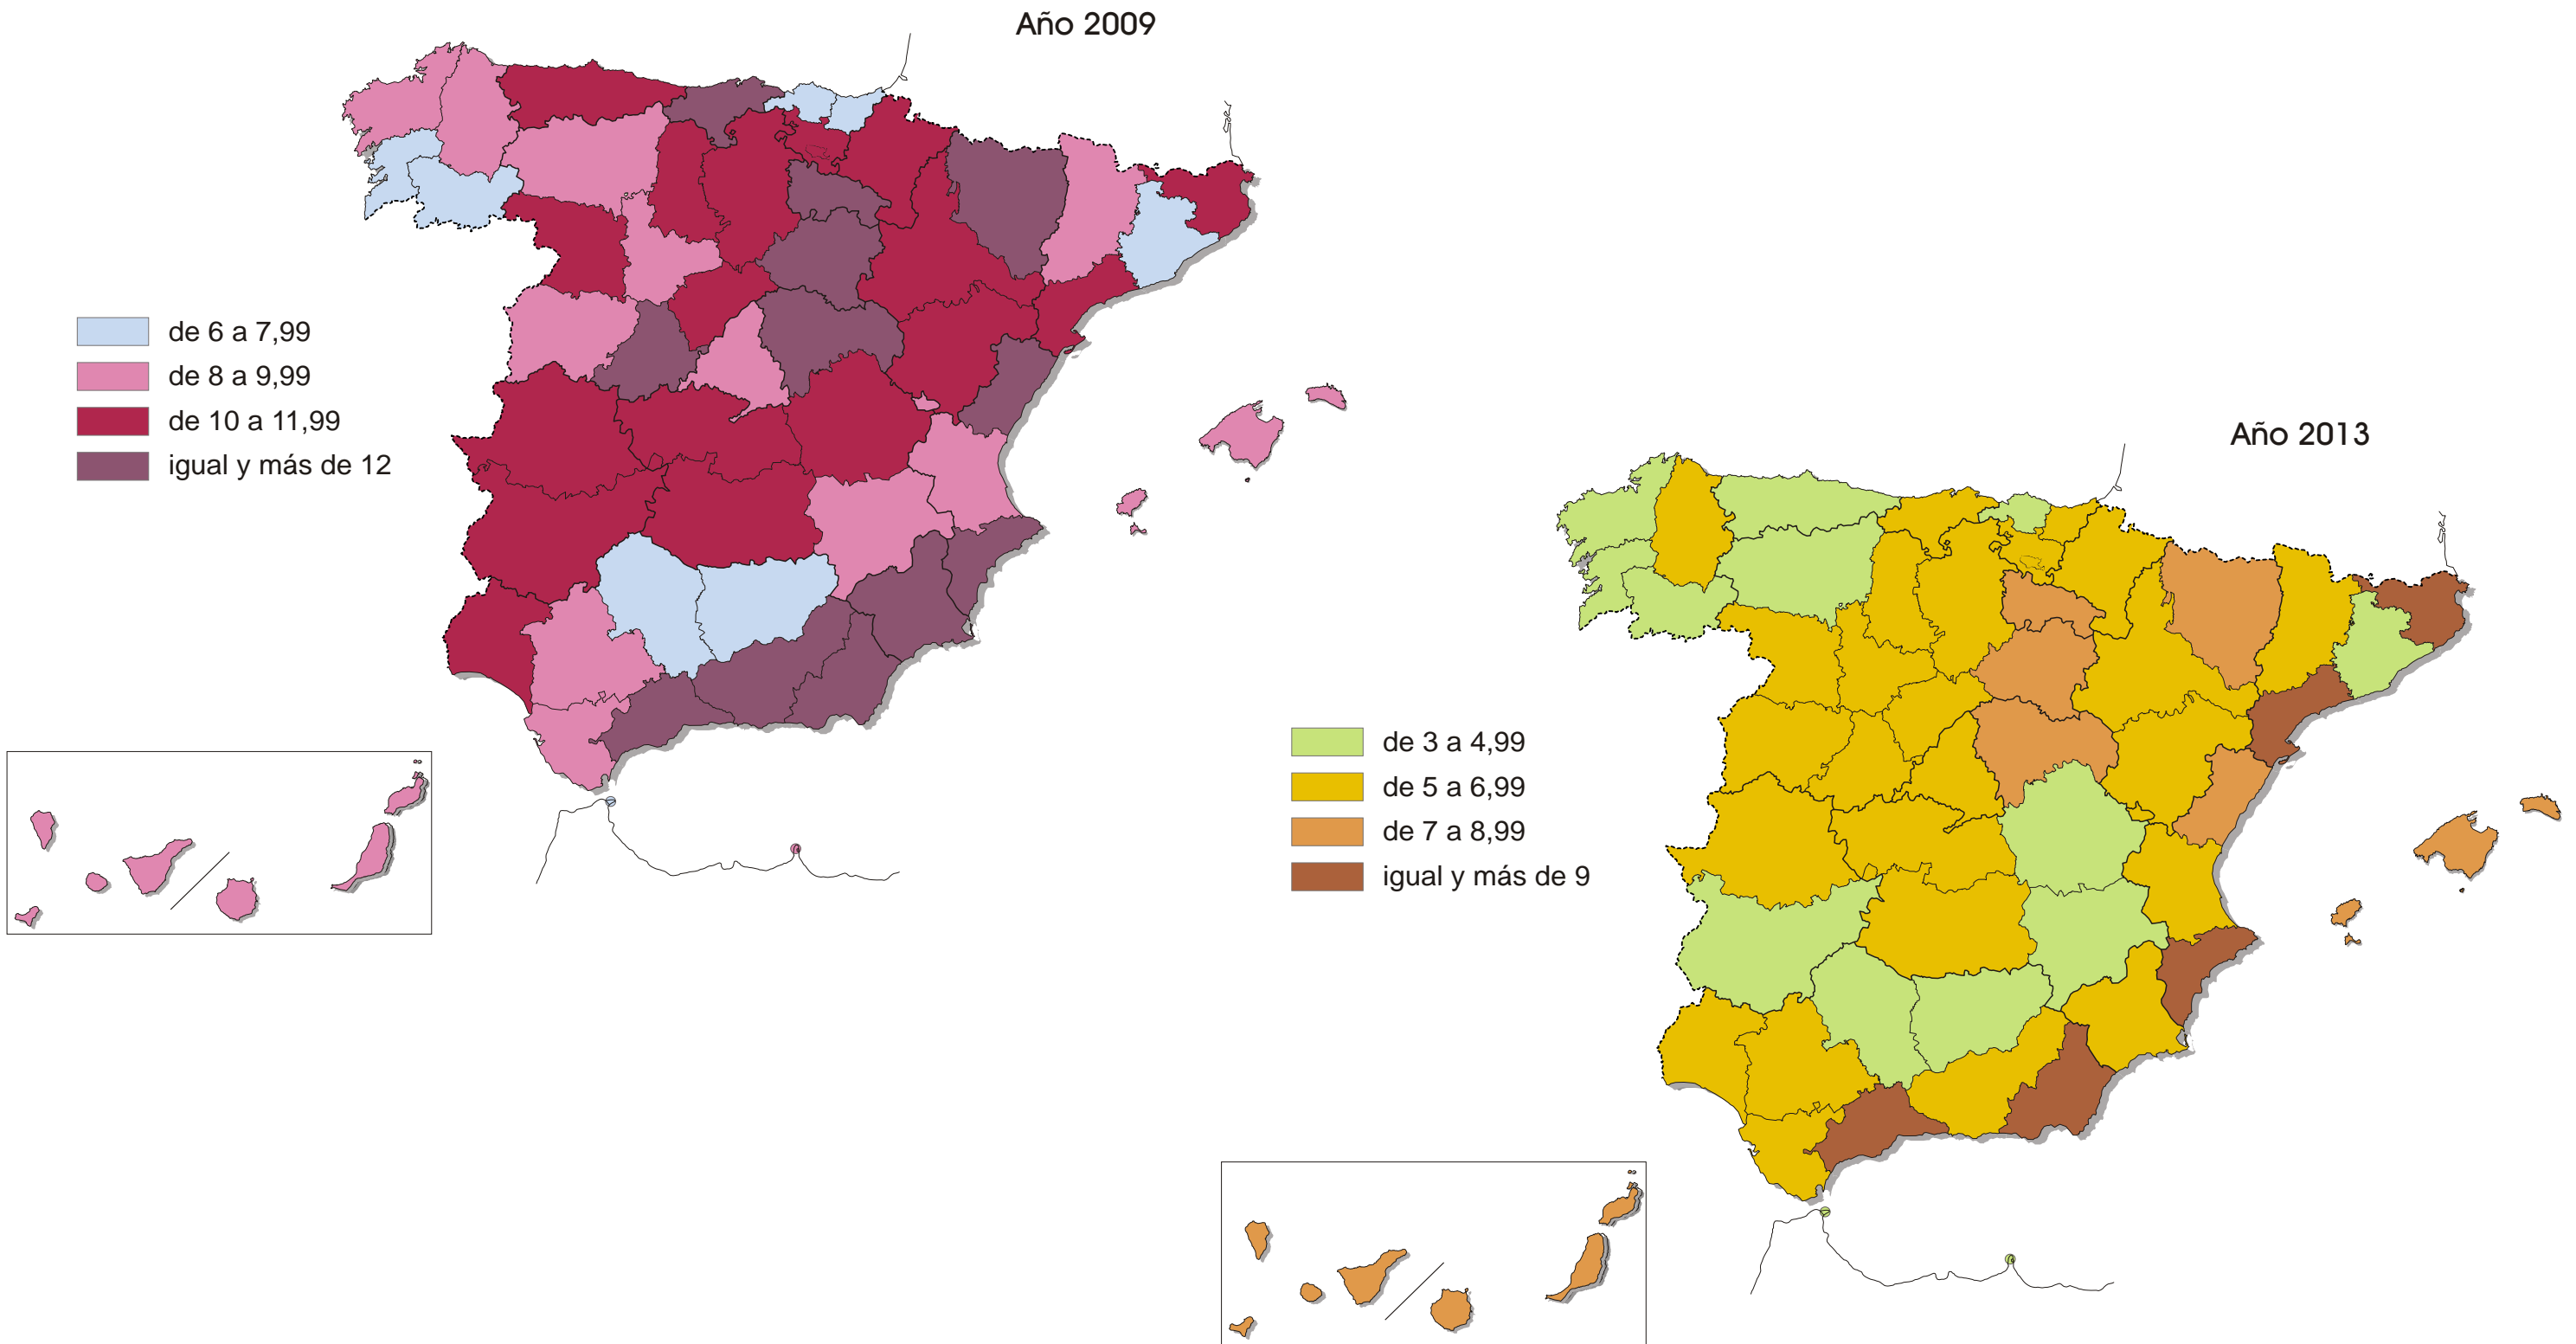 Año 2009
de 6 a 7,99
de 8 a 9,99
de 10 a 11,99
igual y más de 12
Año 2013
de 3 a 4,99
de 5 a 6,99
de 7 a 8,99
igual y más de 9